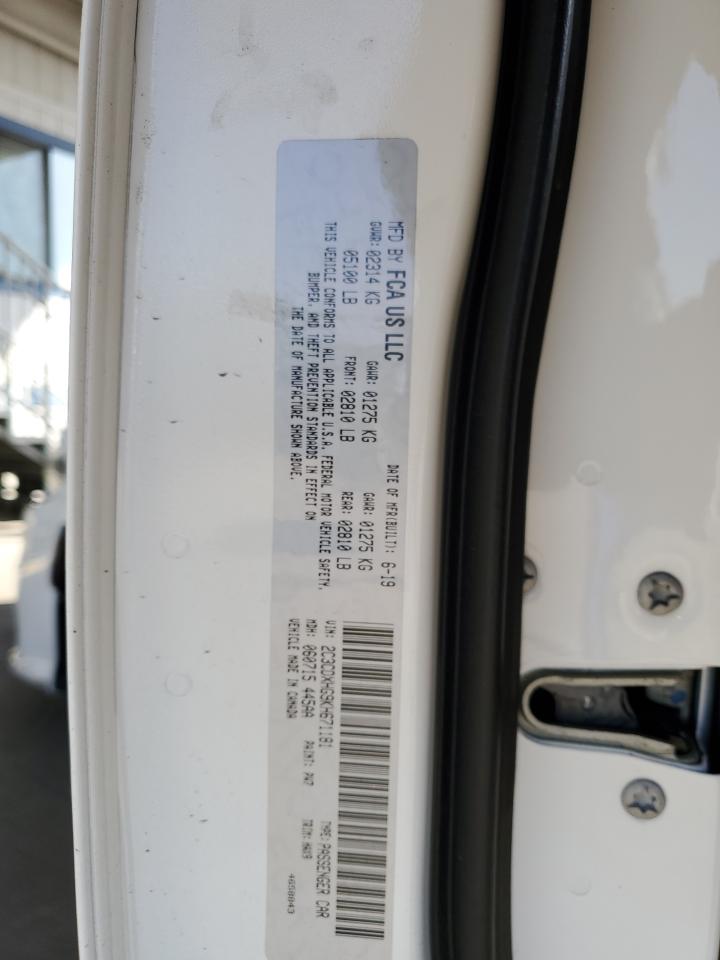 MFD BY FCA US LLC
DATE OF MFR(BUILT): 6-19
GVWR: 02314 KG GAWR: 01275 KG GAWR: 01275 KG
05100 LB FRONT: 02810 LB REAR: 02810 LB
THIS VEHICLE CONFORMS TO ALL APPLICABLE U.S.A. FEDERAL MOTOR VEHICLE SAFETY,
BUMPER, AND THEFT PREVENTION STANDARDS IN EFFECT ON
THE DATE OF MANUFACTURE SHOWN ABOVE.
VIN: 2C3CDXHG9KH671181 TYPE: PASSENGER CAR
MDH: 060715 445AA PAINT: PW7 TRIM: HAX9
VEHICLE MADE IN CANADA 4658843